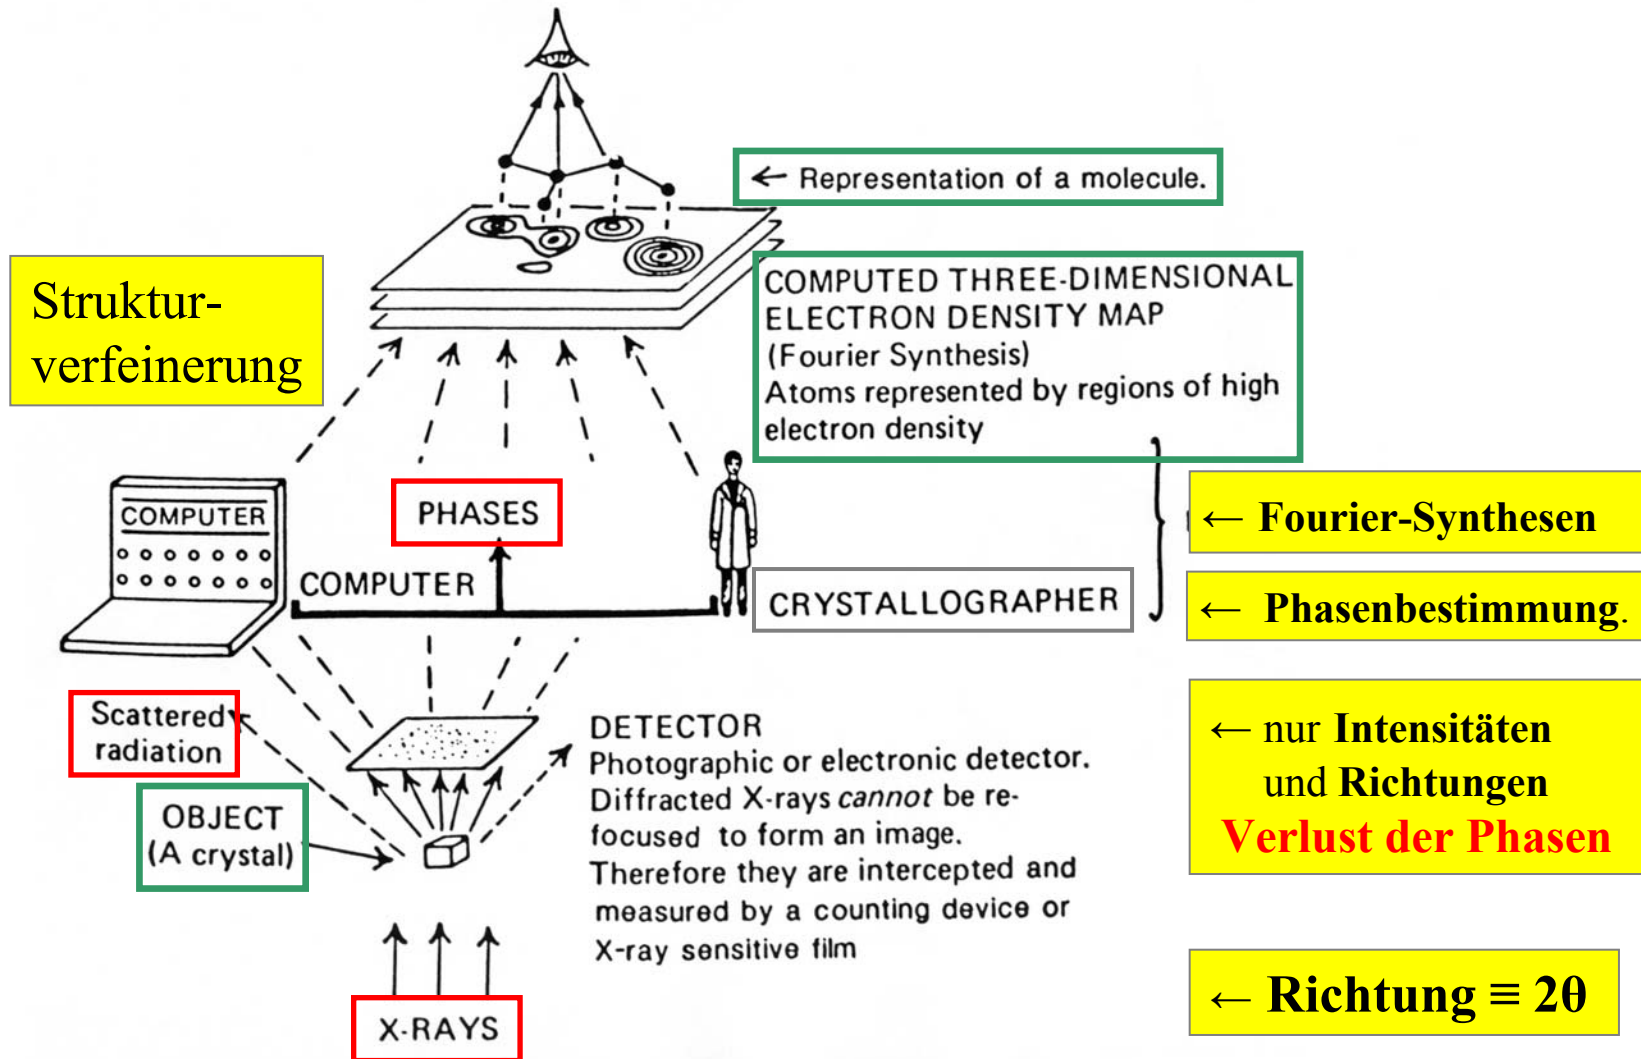 ← Representation of a molecule.
Struktur-
verfeinerung
COMPUTED THREE-DIMENSIONAL
ELECTRON DENSITY MAP
(Fourier Synthesis)
Atoms represented by regions of high
electron density
COMPUTER
PHASES
COMPUTER
CRYSTALLOGRAPHER
← Fourier-Synthesen
← Phasenbestimmung.
Scattered
radiation
OBJECT
(A crystal)
DETECTOR
Photographic or electronic detector.
Diffracted X-rays cannot be re-
focused to form an image.
Therefore they are intercepted and
measured by a counting device or
X-ray sensitive film
← nur Intensitäten
und Richtungen
Verlust der Phasen
X-RAYS
← Richtung ≡ 2θ